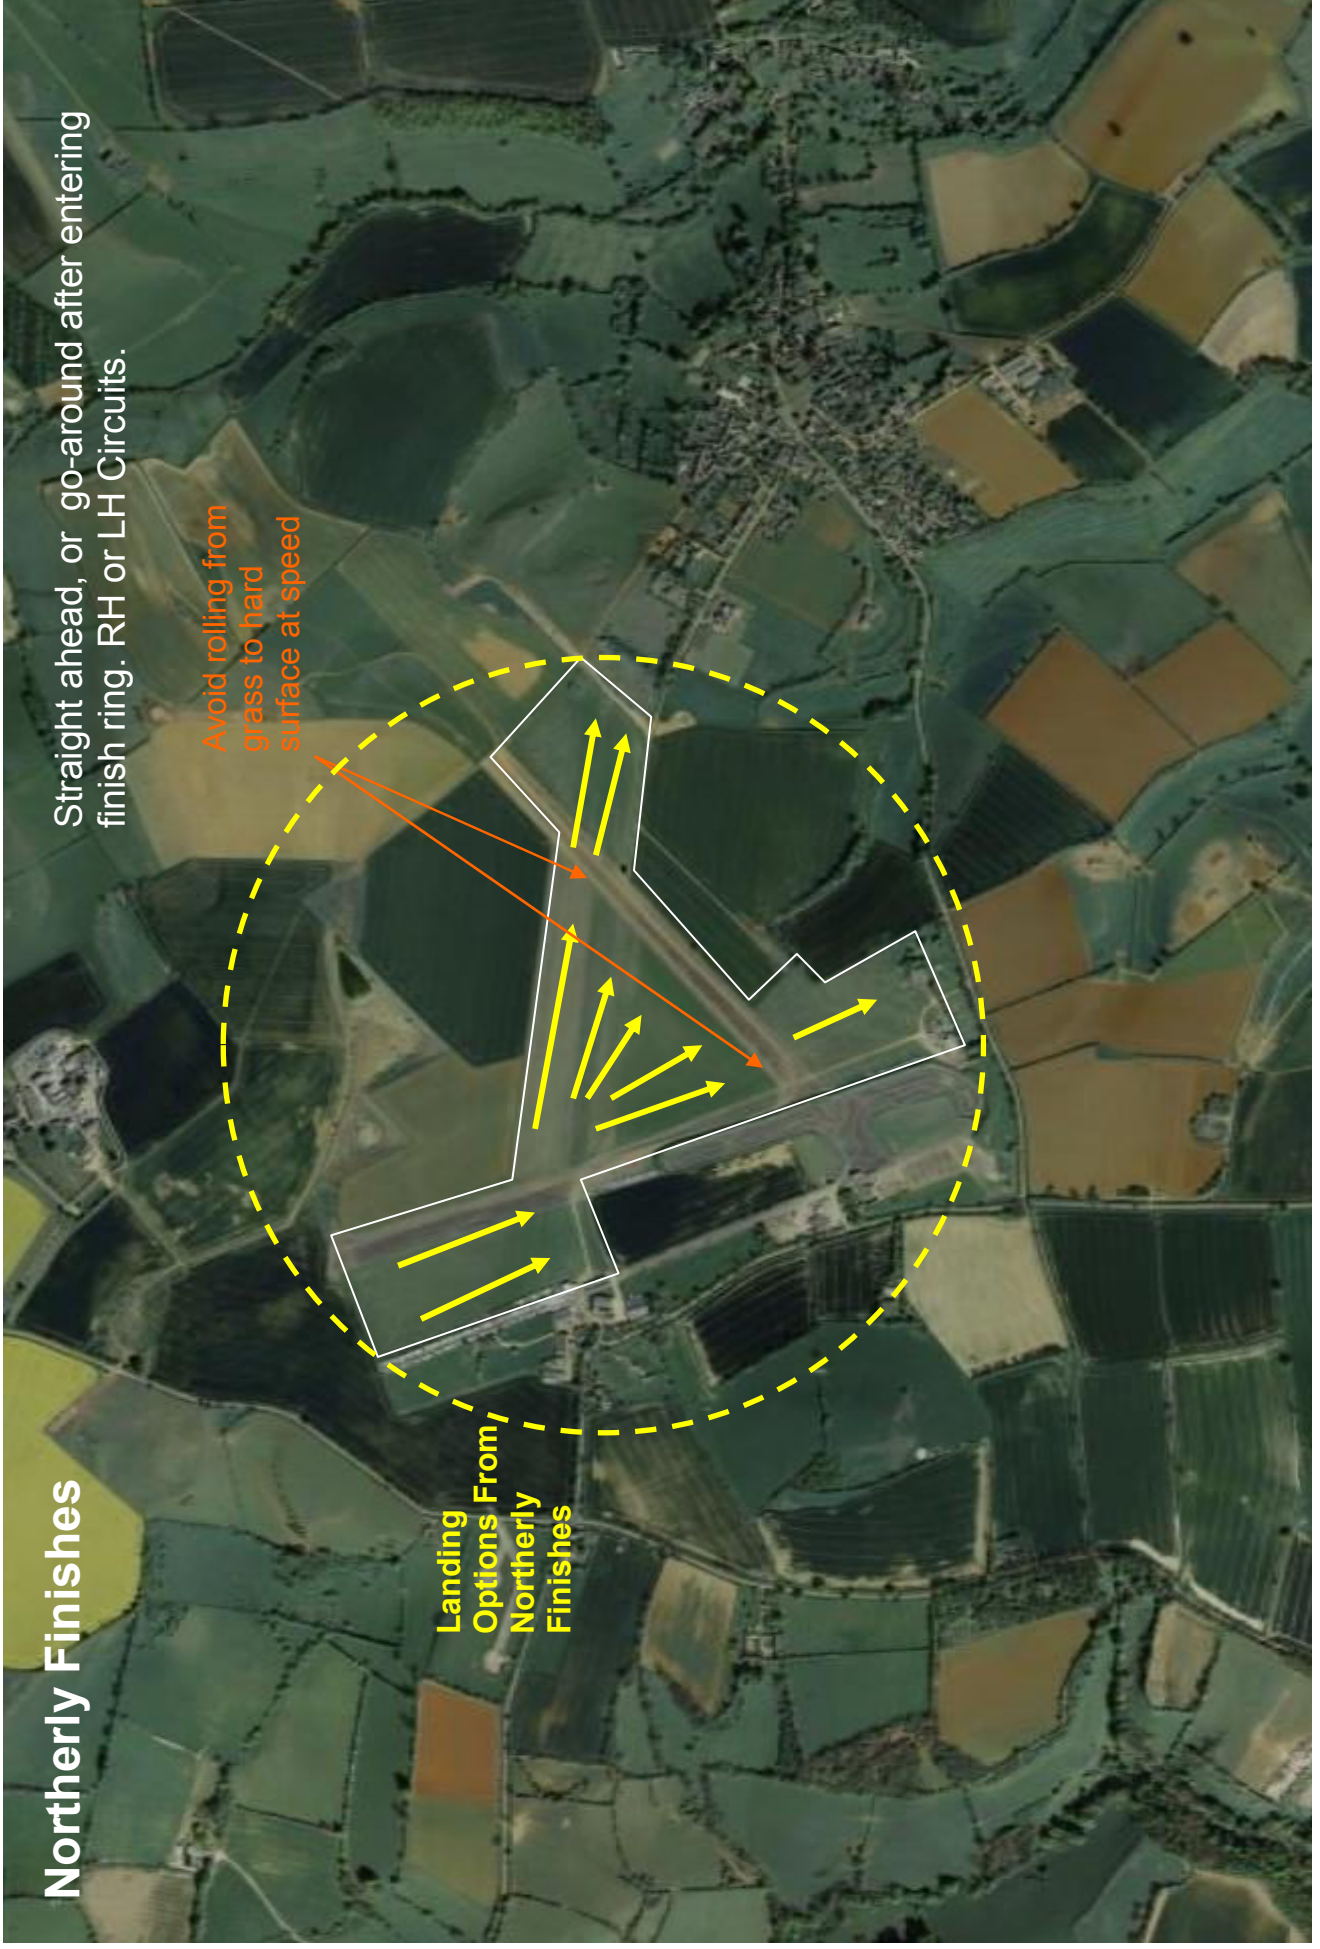 Northerly Finishes
Straight ahead, or go-around after entering
finish ring. RH or LH Circuits.
Avoid rolling from
grass to hard
surface at speed
Landing
Options From
Northerly
Finishes